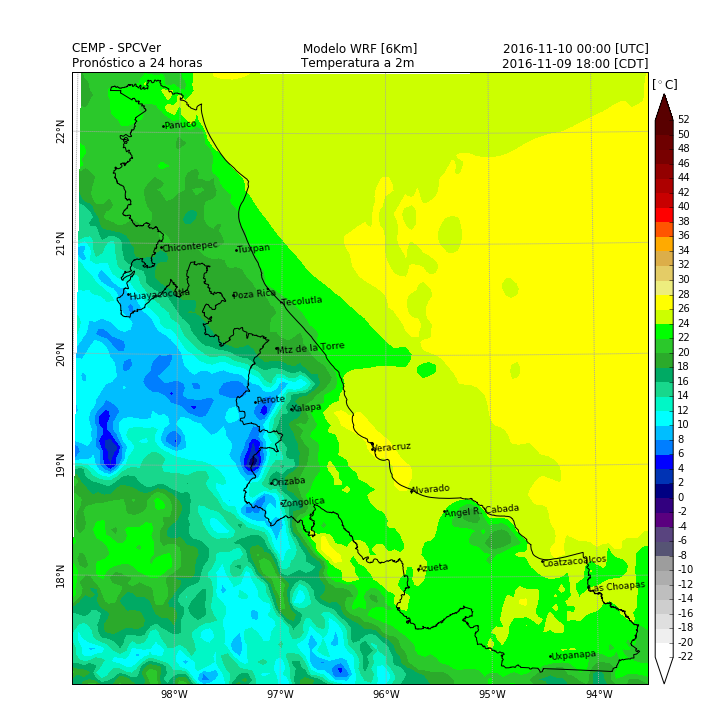 CEMP - SPCVer
Modelo WRF [6Km]
2016-11-10 00:00 [UTC]
Pronóstico a 24 horas
Temperatura a 2m
2016-11-09 18:00 [CDT]
[°C]
52
50
48
46
44
42
40
38
36
34
32
30
28
26
24
22
20
18
16
14
12
10
8
6
4
2
0
-2
-4
-6
-8
-10
-12
-14
-16
-18
-20
-22
22°N
21°N
20°N
19°N
18°N
Panuco
Chicontepec
Tuxpan
Huayacocotla
Poza Rica
Tecolutla
Mtz de la Torre
Perote
Xalapa
Veracruz
Orizaba
Alvarado
Zongolica
Angel R. Cabada
Azueta
Coatzacoalcos
Las Choapas
Uxpanapa
98°W
97°W
96°W
95°W
94°W